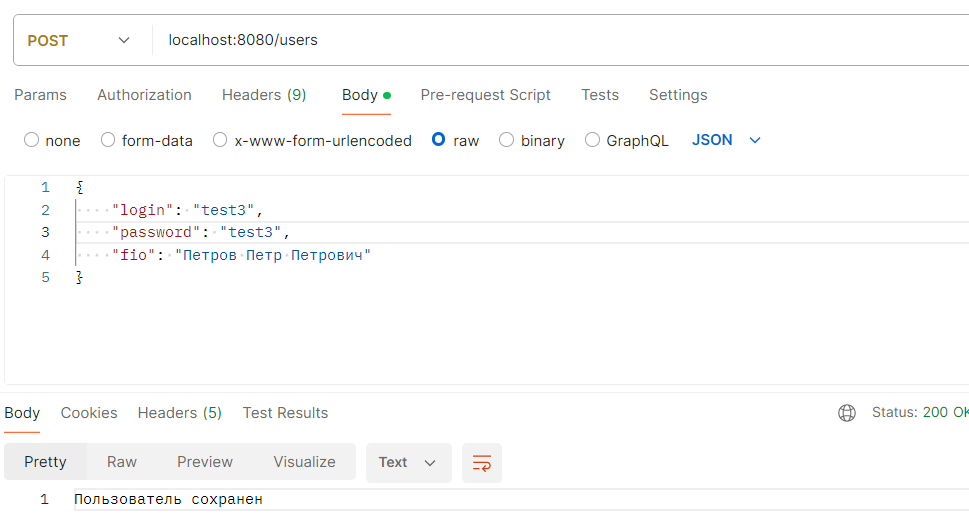 POST localhost:8080/users
Params Authorization Headers (9) Body Pre-request Script Tests Settings
none form-data x-www-form-urlencoded raw binary GraphQL JSON
1 {
2 "login": "test3",
3 "password": "test3",
4 "fio": "Петров Петр Петрович"
5 }
Body Cookies Headers (5) Test Results Status: 200 OK
Pretty Raw Preview Visualize Text
1 Пользователь сохранен